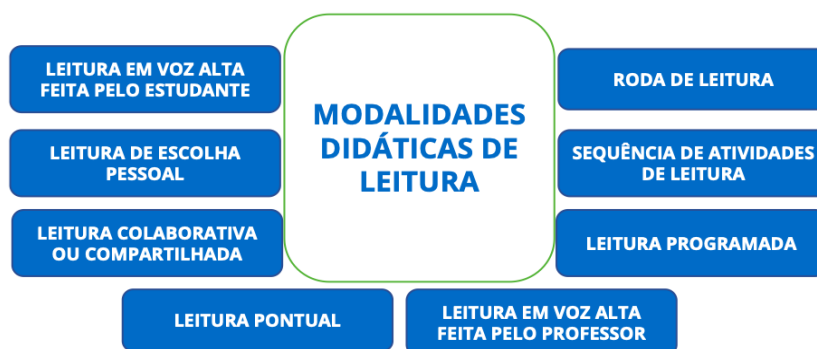 LEITURA EM VOZ ALTA
FEITA PELO ESTUDANTE
LEITURA DE ESCOLHA
PESSOAL
LEITURA COLABORATIVA
OU COMPARTILHADA
MODALIDADES
DIDÁTICAS DE
LEITURA
RODA DE LEITURA
SEQUÊNCIA DE ATIVIDADES
DE LEITURA
LEITURA PROGRAMADA
LEITURA PONTUAL
LEITURA EM VOZ ALTA
FEITA PELO PROFESSOR